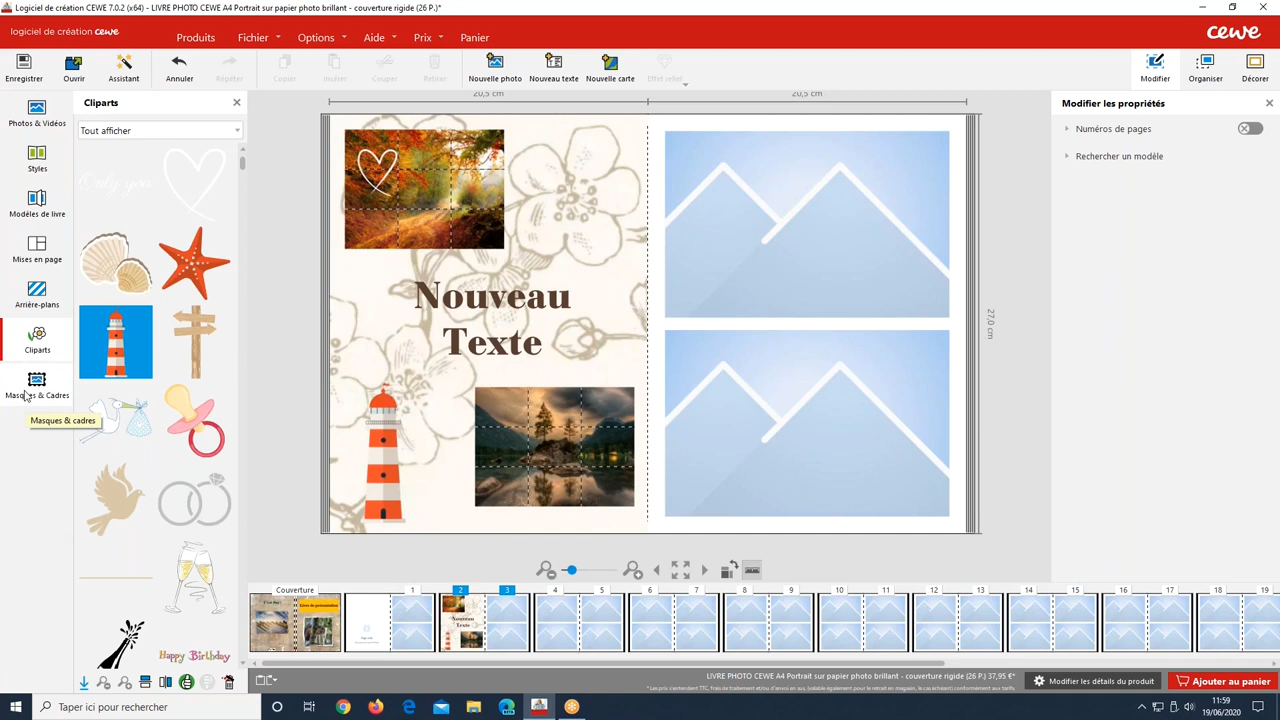 Logiciel de création CEWE 7.0.2 (x64) - LIVRE PHOTO CEWE A4 Portrait sur papier photo brillant - couverture rigide (26 P.)*
logiciel de création cewe
Produits Fichier Options Aide Prix Panier
cewe
Enregistrer Ouvrir Assistant Annuler Répéter Copier Insérer Couper Retirer Nouvelle photo Nouveau texte Nouvelle carte Effet relief Modifier Organiser Décorer
Photos & Vidéos
Styles
Modèles de livre
Mises en page
Arrière-plans
Cliparts
Masques & Cadres
Masques & cadres
Cliparts
Tout afficher
Only you
Happy Birthday
20,5 cm 20,5 cm
Nouveau
Texte
27,0 cm
Modifier les propriétés
Numéros de pages
Rechercher un modèle
Couverture 1 2 3 4 5 6 7 8 9 10 11 12 13 14 15 16 17 18 19
Nouveau
Texte
LIVRE PHOTO CEWE A4 Portrait sur papier photo brillant - couverture rigide (26 P.) 37,95 €*
Modifier les détails du produit
Ajouter au panier
Taper ici pour rechercher
11:59
19/06/2020